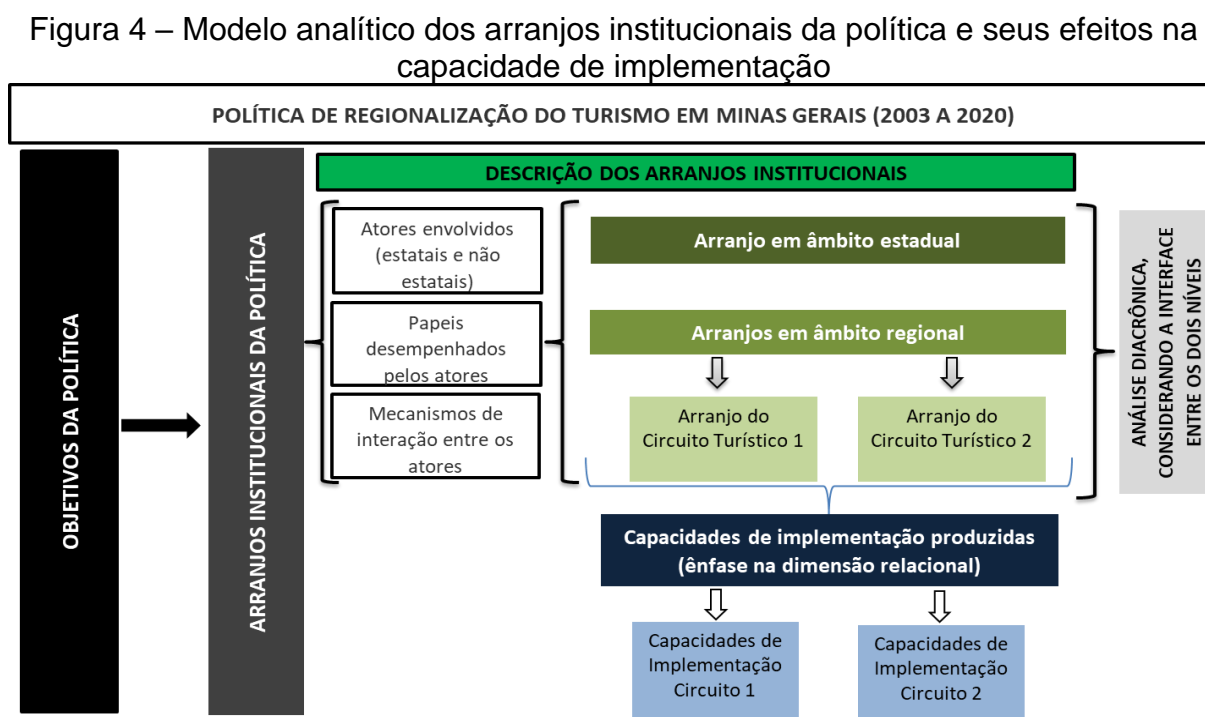 Figura 4 – Modelo analítico dos arranjos institucionais da política e seus efeitos na
capacidade de implementação
POLÍTICA DE REGIONALIZAÇÃO DO TURISMO EM MINAS GERAIS (2003 A 2020)
OBJETIVOS DA POLÍTICA
ARRANJOS INSTITUCIONAIS DA POLÍTICA
DESCRIÇÃO DOS ARRANJOS INSTITUCIONAIS
Atores envolvidos
(estatais e não
estatais)
Papeis
desempenhados
pelos atores
Mecanismos de
interação entre os
atores
Arranjo em âmbito estadual
Arranjos em âmbito regional
Arranjo do
Circuito Turístico 1
Arranjo do
Circuito Turístico 2
Capacidades de implementação produzidas
(ênfase na dimensão relacional)
Capacidades de
Implementação
Circuito 1
Capacidades de
Implementação
Circuito 2
ANÁLISE DIACRÔNICA,
CONSIDERANDO A INTERFACE
ENTRE OS DOIS NÍVEIS